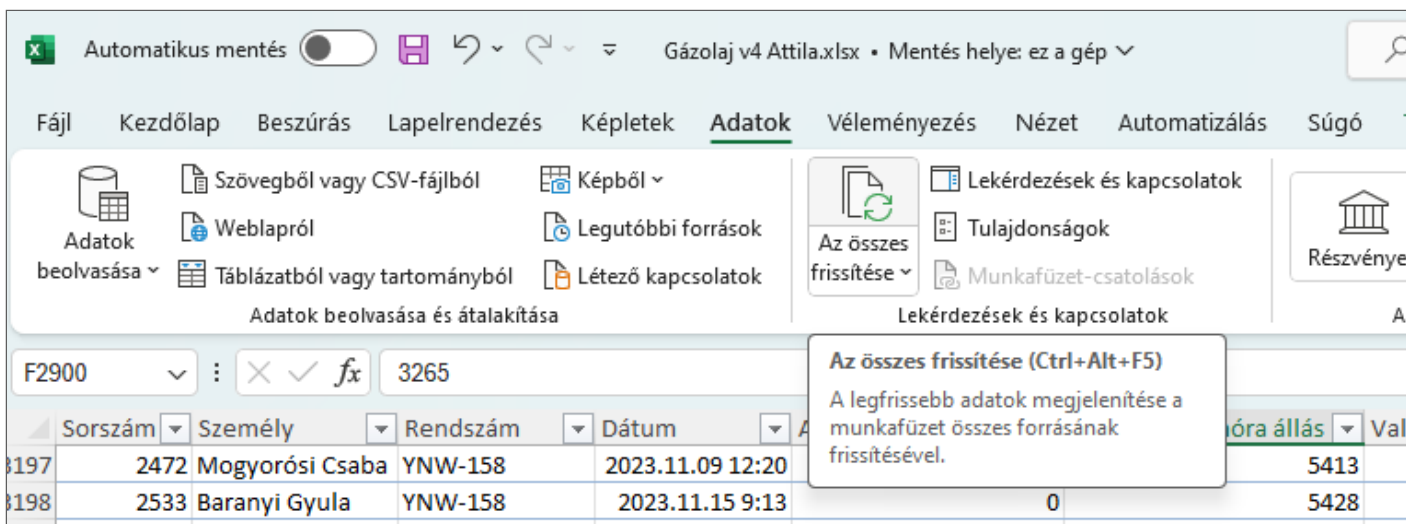 Automatikus mentés Gázolaj v4 Attila.xlsx • Mentés helye: ez a gép
Fájl Kezdőlap Beszúrás Lapelrendezés Képletek Adatok Véleményezés Nézet Automatizálás Súgó
Adatok
beolvasása
Szövegből vagy CSV-fájlból
Weblapról
Táblázatból vagy tartományból
Képből
Legutóbbi források
Létező kapcsolatok
Adatok beolvasása és átalakítása
Az összes
frissítése
Lekérdezések és kapcsolatok
Tulajdonságok
Munkafüzet-csatolások
Lekérdezések és kapcsolatok
Részvénye
A
F2900 fx 3265
Az összes frissítése (Ctrl+Alt+F5)
A legfrissebb adatok megjelenítése a
munkafüzet összes forrásának
frissítésével.
Sorszám Személy Rendszám Dátum A óra állás Val
3197 2472 Mogyorósi Csaba YNW-158 2023.11.09 12:20 5413
3198 2533 Baranyi Gyula YNW-158 2023.11.15 9:13 0 5428